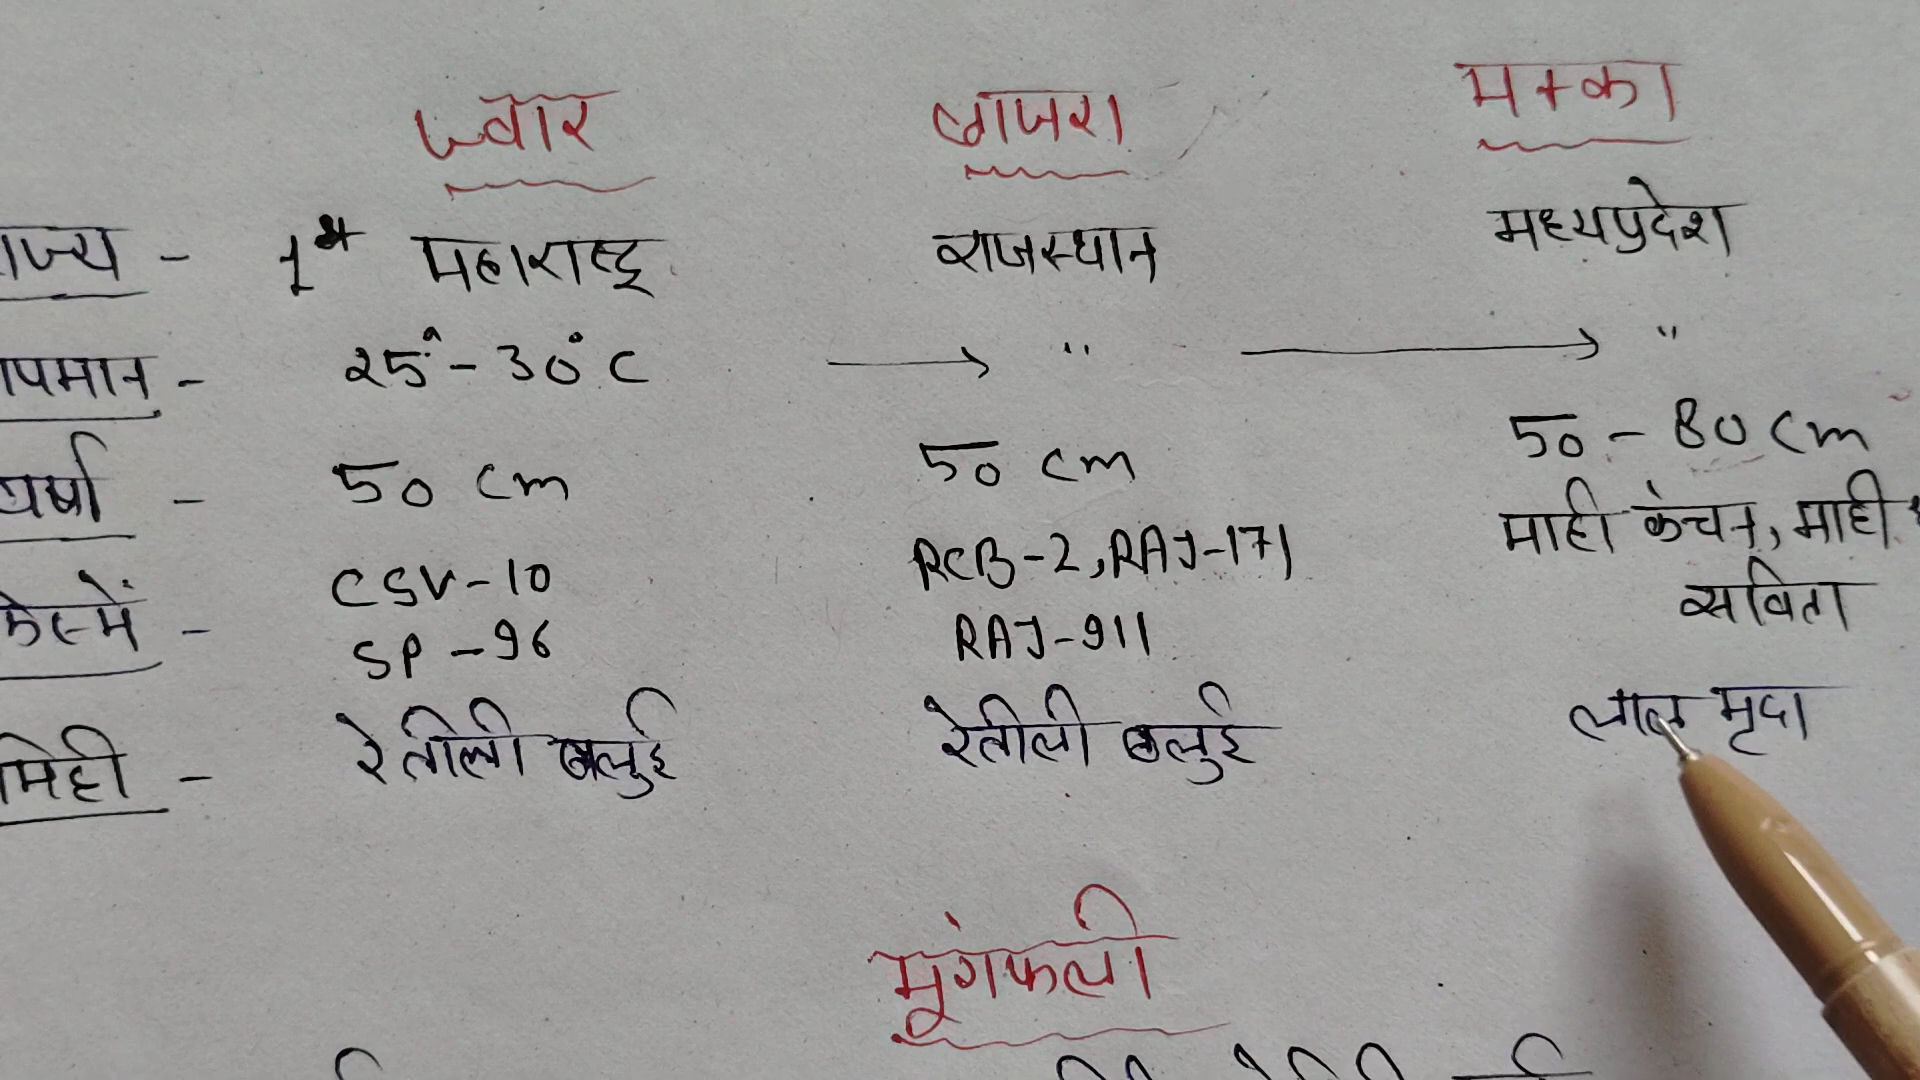 ज्वार बाजरा मक्का
राज्य - 1st महाराष्ट्र राजस्थान मध्यप्रदेश
तापमान - 25° - 30° C → " → "
वर्षा - 50 cm 50 cm 50 - 80 cm
किस्में - CSV-10 RCB-2, RAJ-171 माही कंचन, माही
SP-96 RAJ-911 सविता
मिट्टी - रेतीली बलुई रेतीली बलुई लाल मृदा
मूंगफली